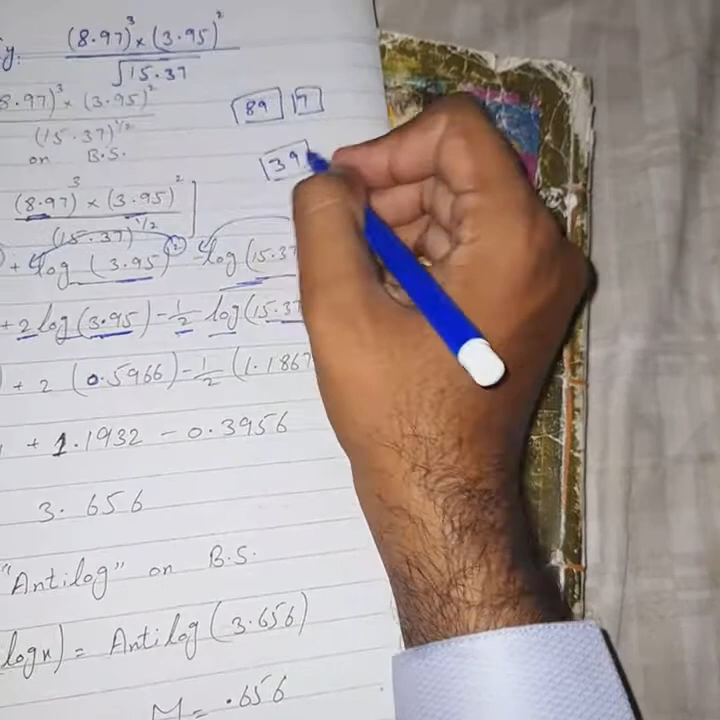 y. (8.97)³ × (3.95)²
√15.37
8.97)³ × (3.95)²
(15.37)^1/2
89 7
on B.S.
39
(8.97)³ × (3.95)²
(15.37)^1/2
+ log (3.95)² - log (15.37
+ 2 log (3.95) - 1/2 log (15.37
) + 2 (0.5966) - 1/2 (1.1867
+ 1.1932 - 0.3956
3.656
"Antilog" on B.S.
log x) = Antilog (3.656)
M = .656